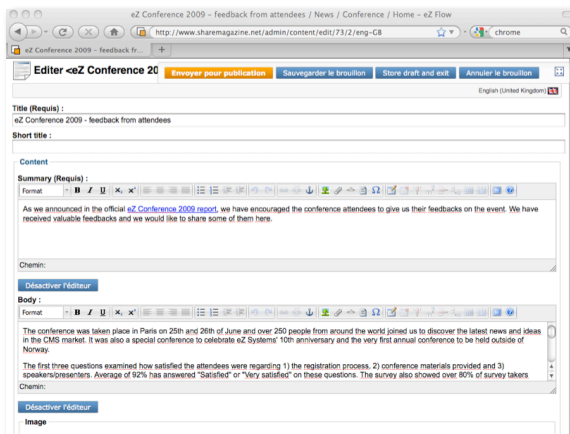 eZ Conference 2009 - feedback from attendees / News / Conference / Home - eZ Flow
http://www.sharemagazine.net/admin/content/edit/73/2/eng-GB
chrome
eZ Conference 2009 - feedback fr...
Editer <eZ Conference 20
Envoyer pour publication
Sauvegarder le brouillon
Store draft and exit
Annuler le brouillon
English (United Kingdom)
Title (Requis) :
eZ Conference 2009 - feedback from attendees
Short title :
Content
Summary (Requis) :
Format
As we announced in the official eZ Conference 2009 report, we have encouraged the conference attendees to give us their feedbacks on the event. We have
received valuable feedbacks and we would like to share some of them here.
Chemin:
Désactiver l'éditeur
Body :
Format
The conference was taken place in Paris on 25th and 26th of June and over 250 people from around the world joined us to discover the latest news and ideas
in the CMS market. It was also a special conference to celebrate eZ Systems' 10th anniversary and the very first annual conference to be held outside of
Norway.
The first three questions examined how satisfied the attendees were regarding 1) the registration process, 2) conference materials provided and 3)
speakers/presenters. Average of 92% has answered "Satisfied" or "Very satisfied" on these questions. The survey also showed over 80% of survey takers
Chemin:
Désactiver l'éditeur
Image